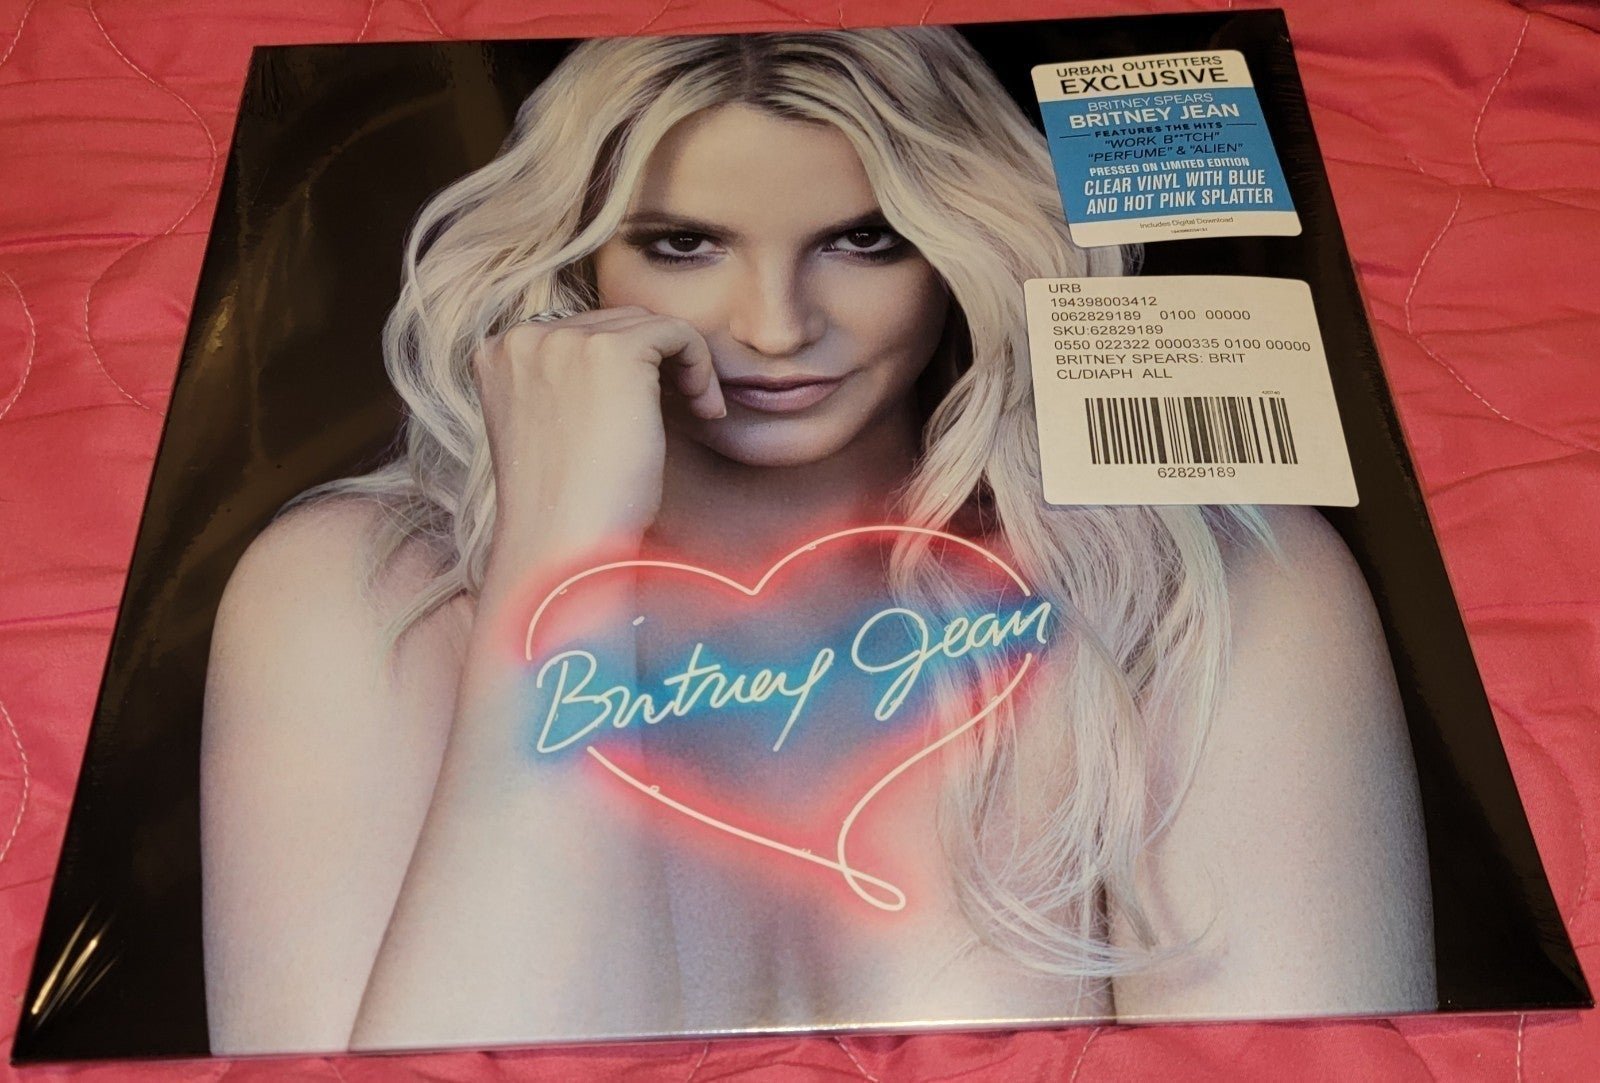 URBAN OUTFITTERS
EXCLUSIVE
BRITNEY SPEARS
BRITNEY JEAN
FEATURES THE HITS
"WORK B**TCH"
"PERFUME" & "ALIEN"
PRESSED ON LIMITED EDITION
CLEAR VINYL WITH BLUE
AND HOT PINK SPLATTER
Includes Digital Download
URB
194398003412
0062829189 0100 00000
SKU:62829189
0550 022322 0000335 0100 00000
BRITNEY SPEARS: BRIT
CL/DIAPH ALL
62829189
Britney Jean